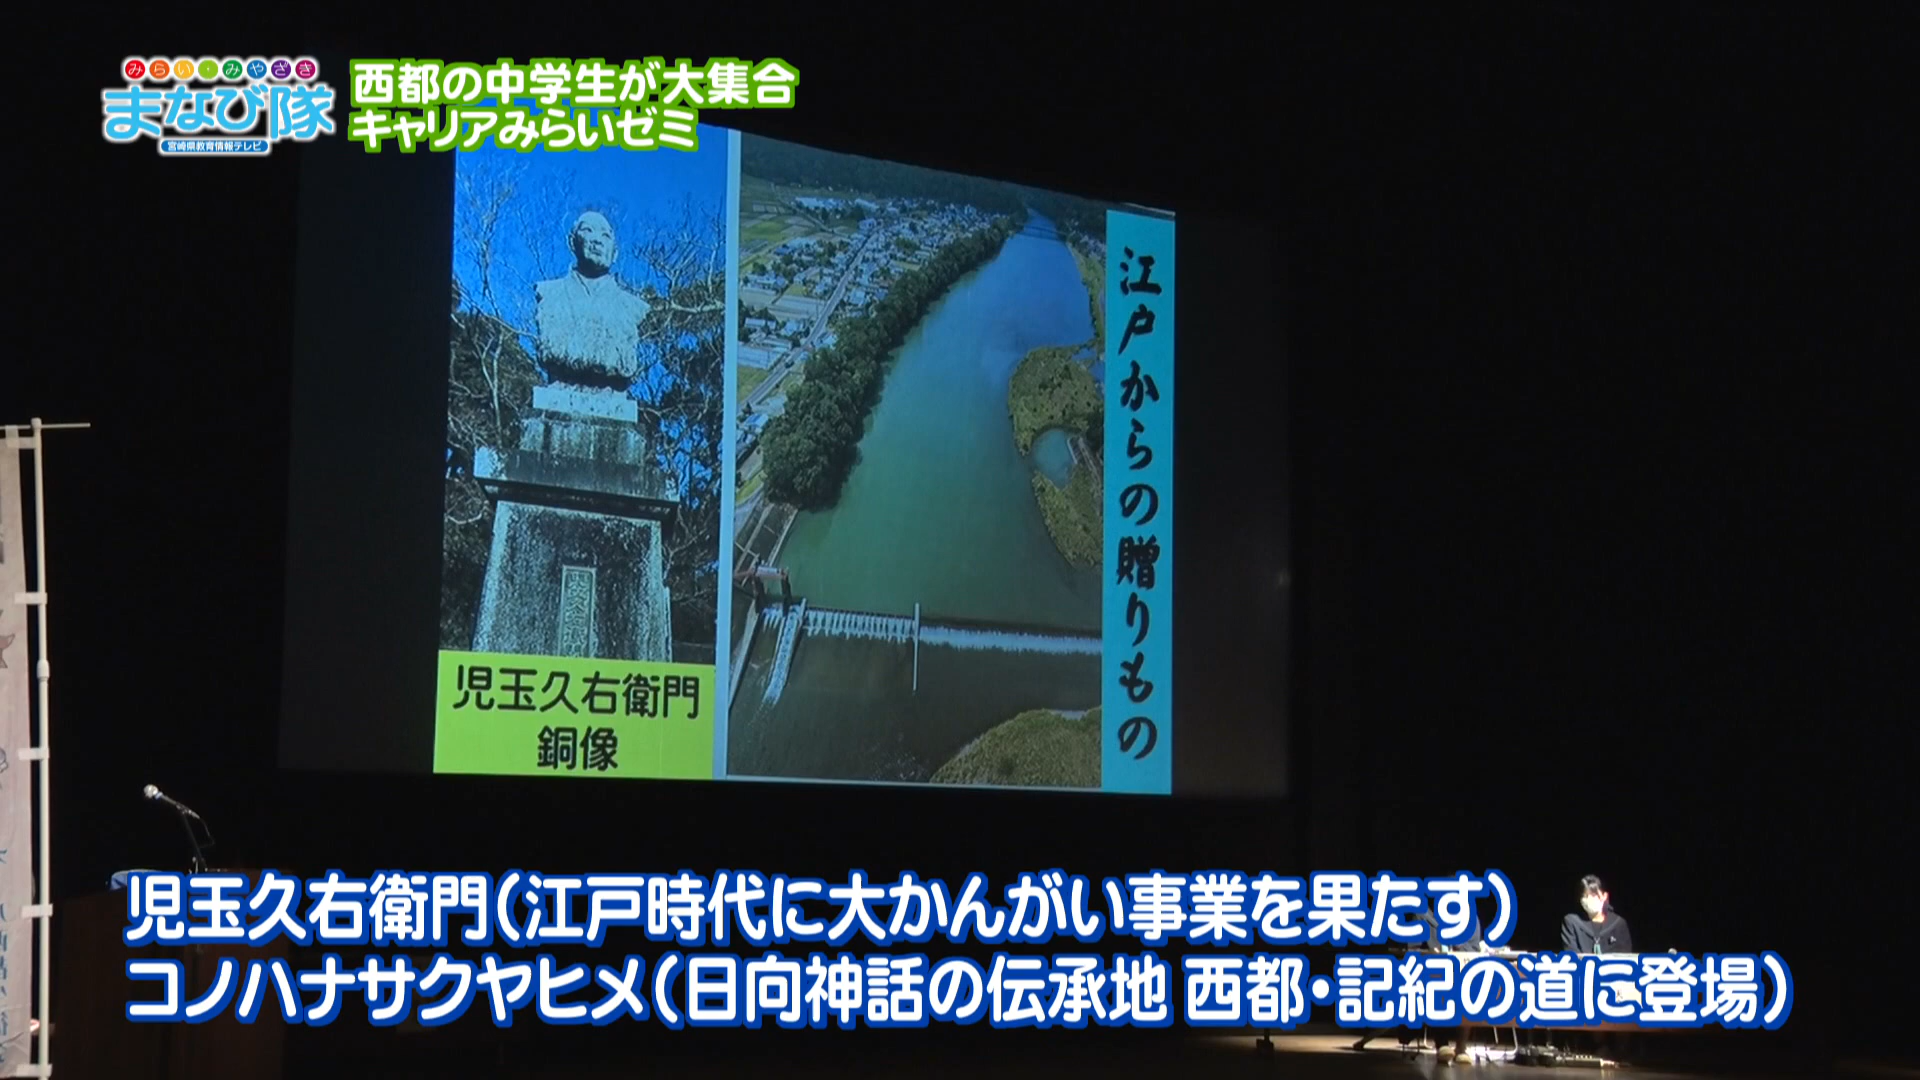 みらい・みやざき
まなび隊
宮崎県教育情報テレビ
西都の中学生が大集合
キャリアみらいゼミ
江戸からの贈りもの
児玉久右衛門
銅像
児玉久右衛門(江戸時代に大かんがい事業を果たす)
コノハナサクヤヒメ(日向神話の伝承地 西都・記紀の道に登場)